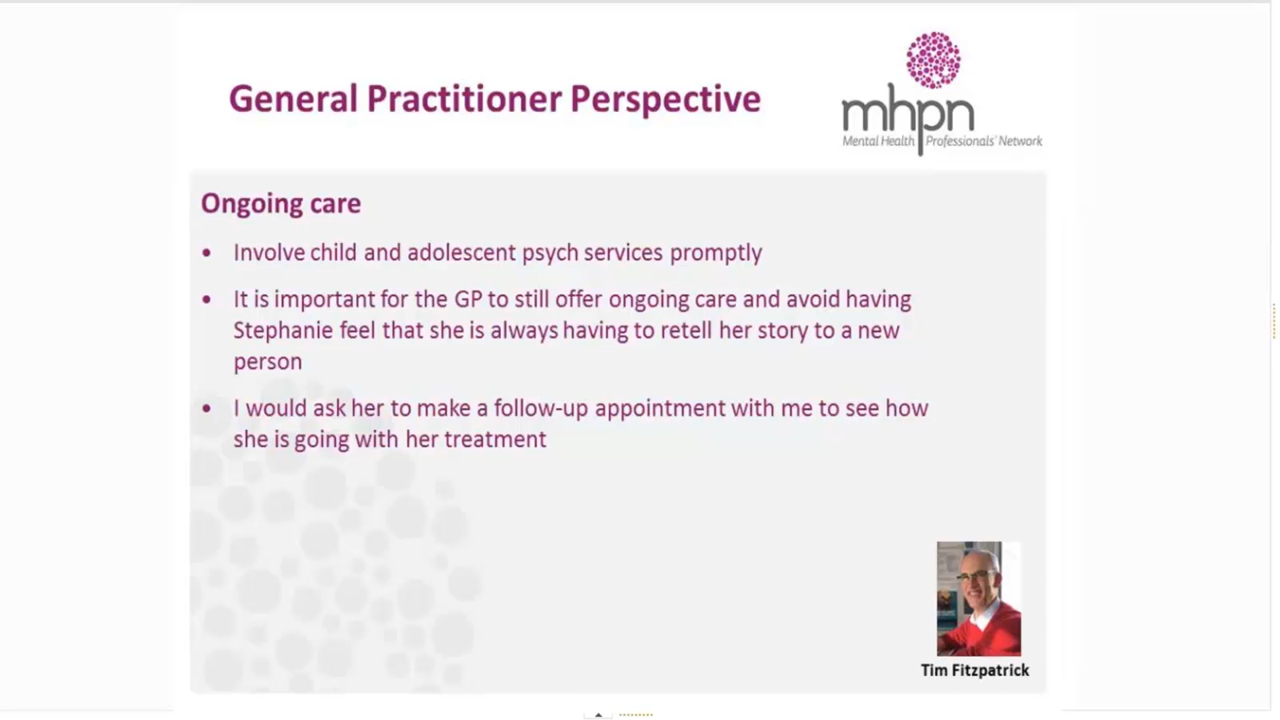 General Practitioner Perspective
mhpn
Mental Health Professionals' Network
Ongoing care
• Involve child and adolescent psych services promptly
• It is important for the GP to still offer ongoing care and avoid having
Stephanie feel that she is always having to retell her story to a new
person
• I would ask her to make a follow-up appointment with me to see how
she is going with her treatment
Tim Fitzpatrick